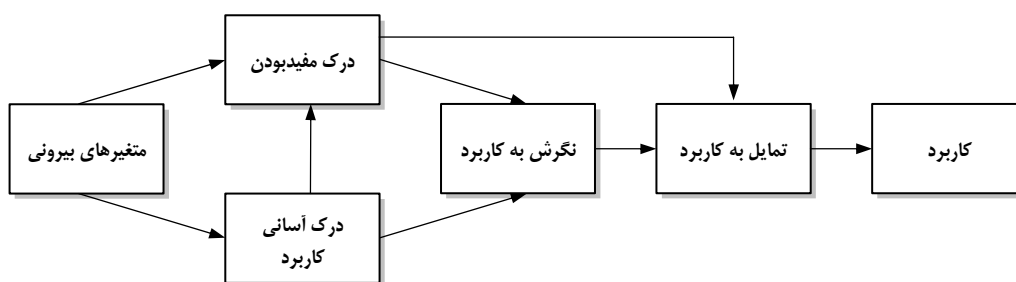 درک مفیدبودن
متغیرهای بیرونی
نگرش به کاربرد
تمایل به کاربرد
کاربرد
درک آسانی
کاربرد